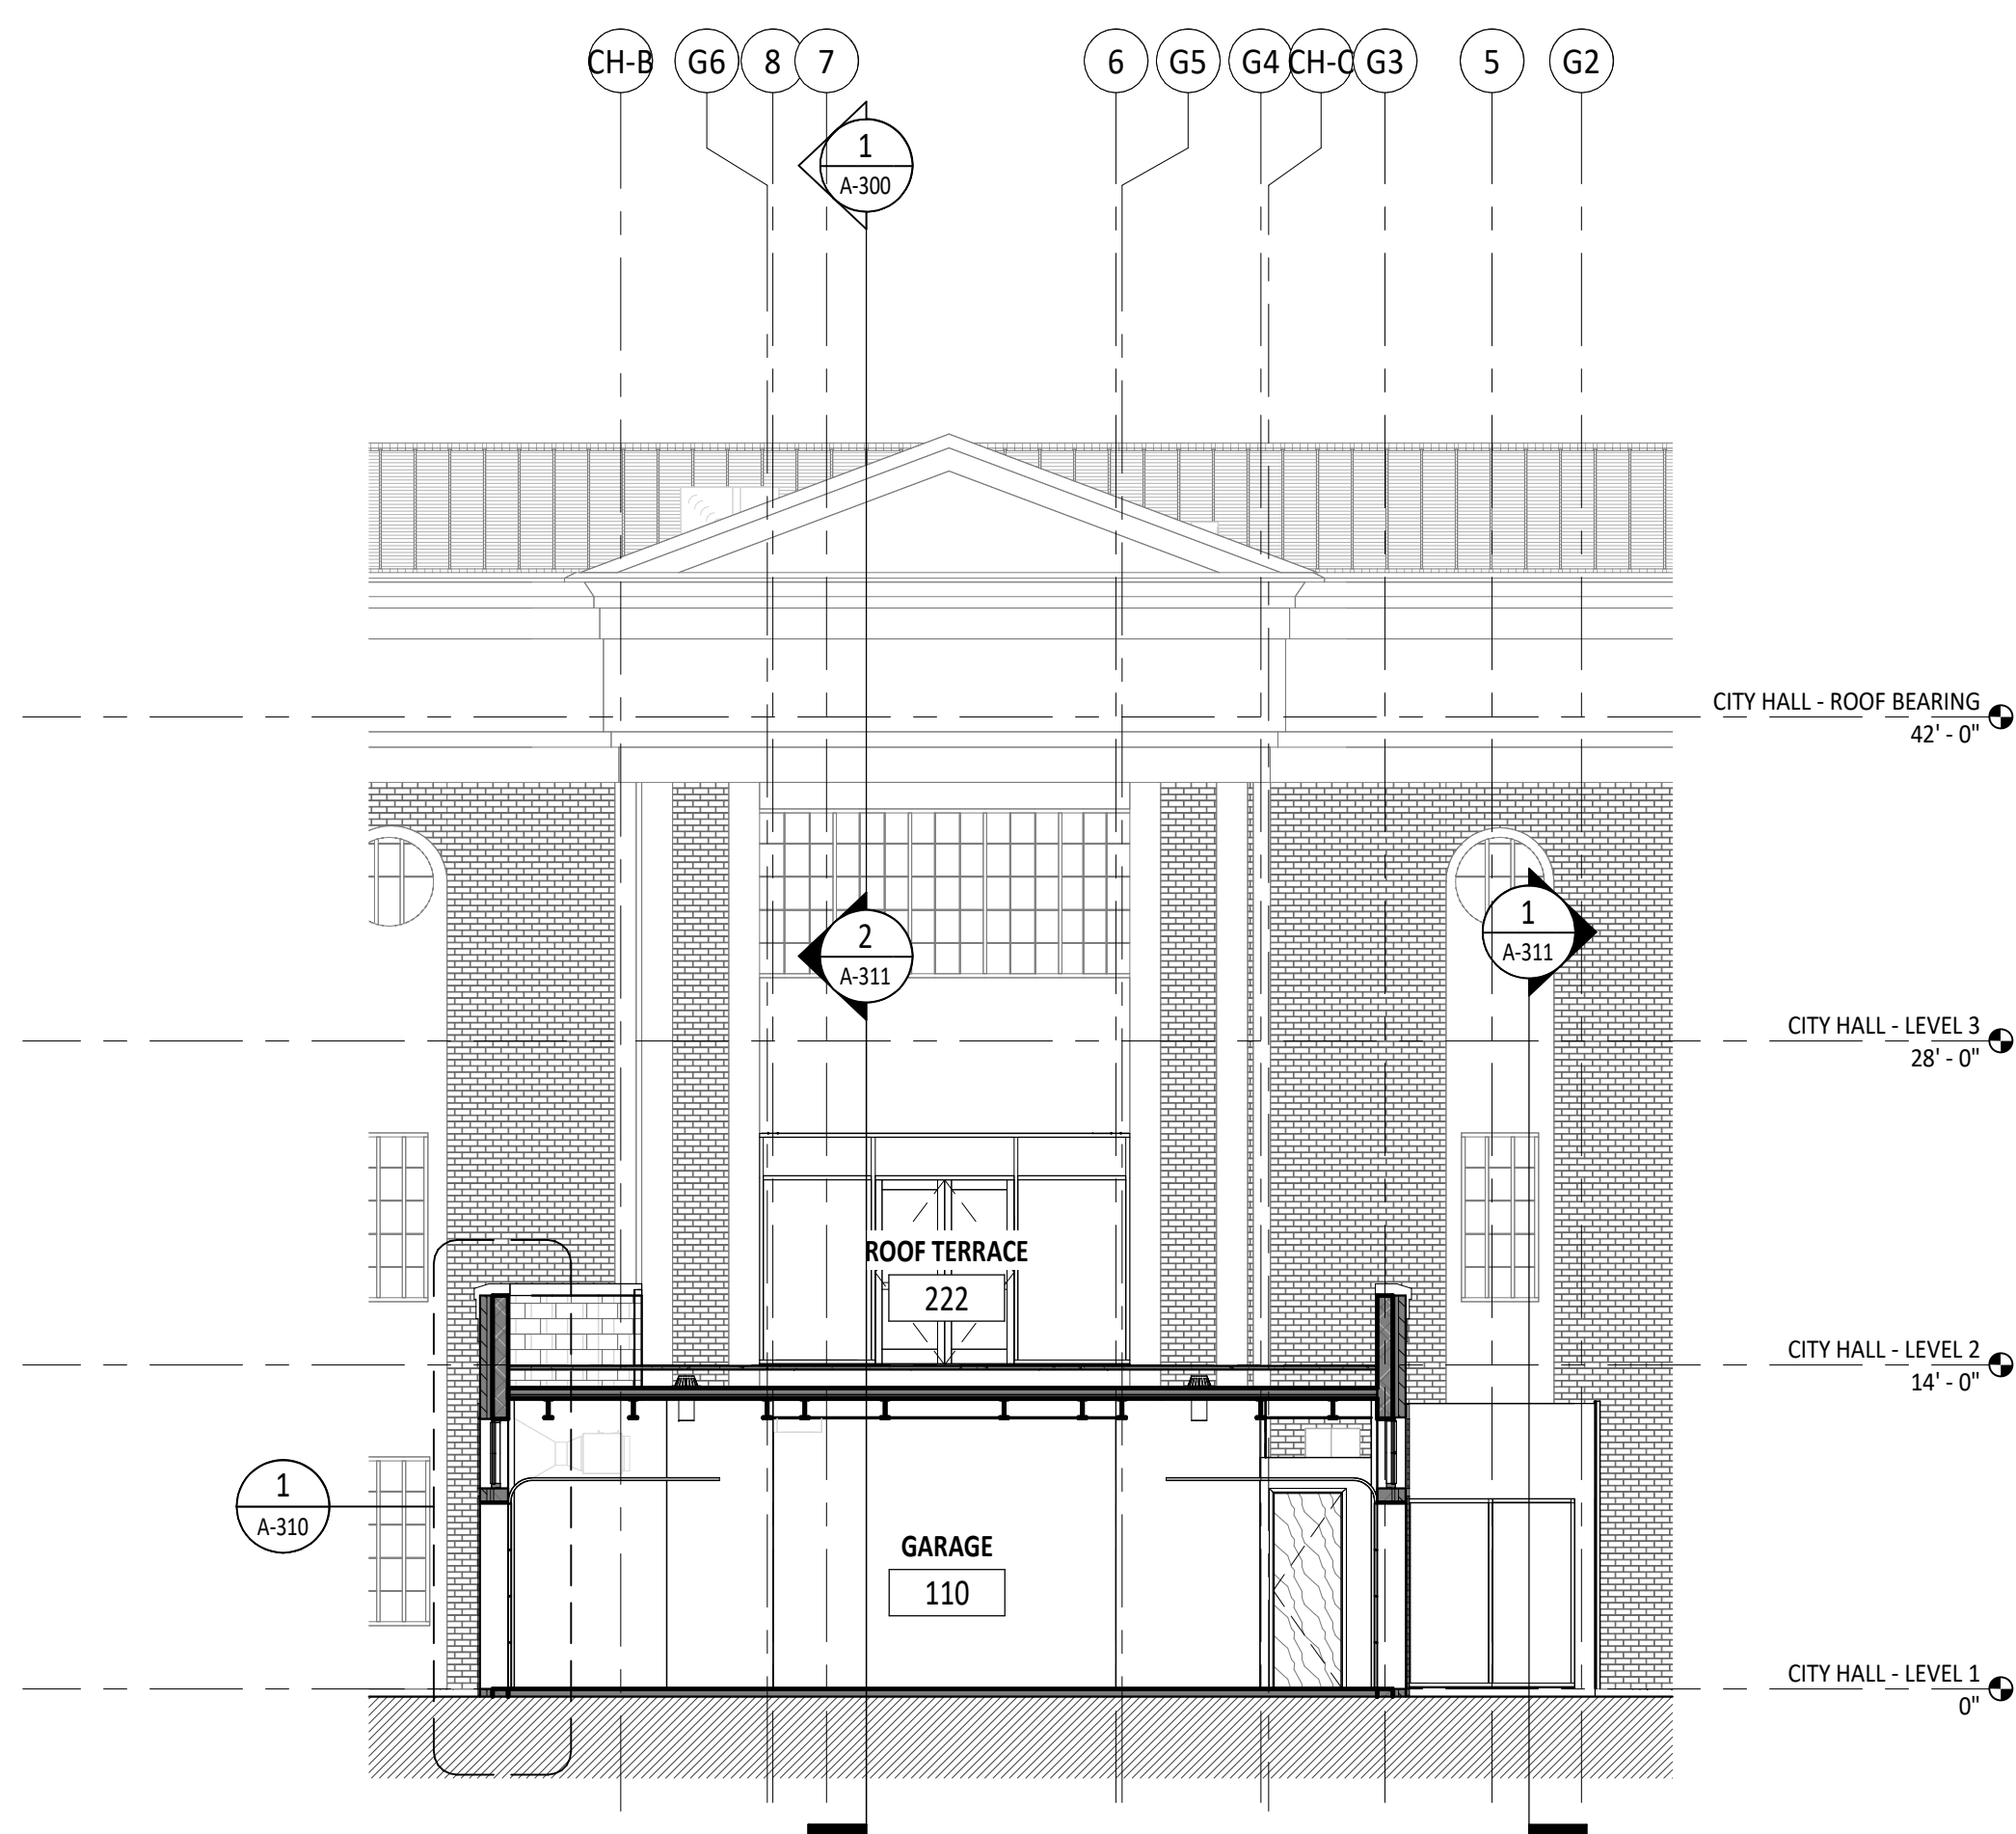 CH-B G6 8 7 6 G5 G4 CH-C G3 5 G2
1
A-300
CITY HALL - ROOF BEARING
42' - 0"
2
A-311
1
A-311
CITY HALL - LEVEL 3
28' - 0"
ROOF TERRACE
222
CITY HALL - LEVEL 2
14' - 0"
1
A-310
GARAGE
110
CITY HALL - LEVEL 1
0"